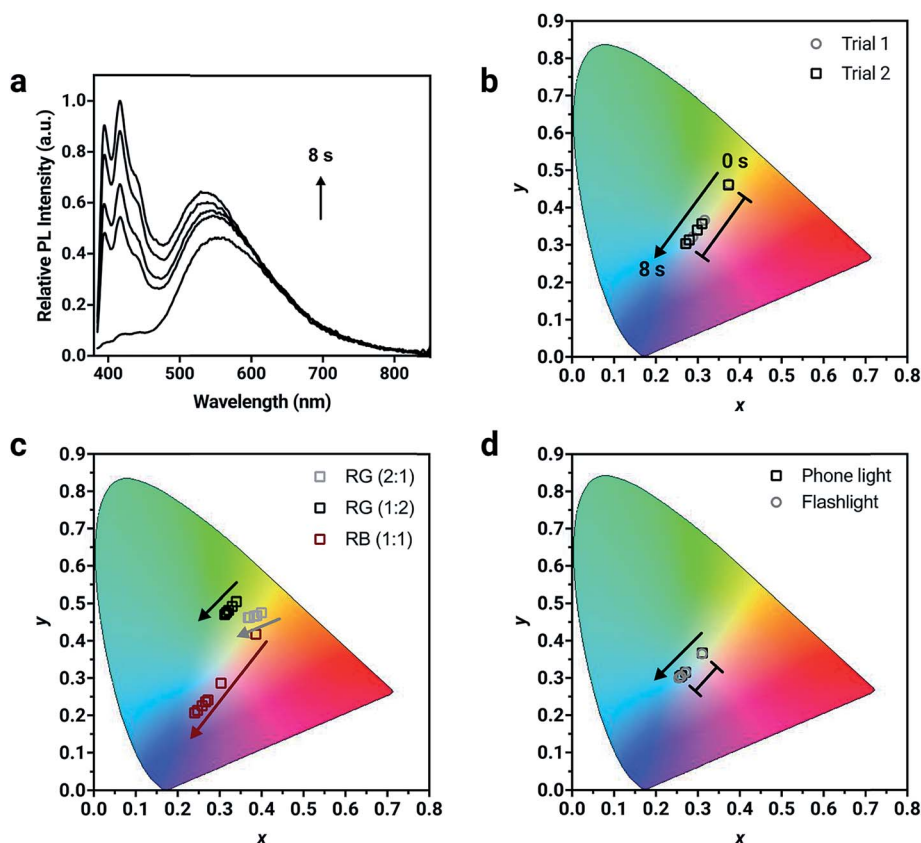 a
Relative PL Intensity (a.u.)
1.0
0.8
0.6
0.4
0.2
0.0
8 s
400 500 600 700 800
Wavelength (nm)
b
y
0.9
0.8
0.7
0.6
0.5
0.4
0.3
0.2
0.1
0.0
Trial 1
Trial 2
0 s
8 s
0.0 0.1 0.2 0.3 0.4 0.5 0.6 0.7 0.8
x
c
y
0.9
0.8
0.7
0.6
0.5
0.4
0.3
0.2
0.1
0.0
RG (2:1)
RG (1:2)
RB (1:1)
0.0 0.1 0.2 0.3 0.4 0.5 0.6 0.7 0.8
x
d
y
0.9
0.8
0.7
0.6
0.5
0.4
0.3
0.2
0.1
0.0
Phone light
Flashlight
0.0 0.1 0.2 0.3 0.4 0.5 0.6 0.7 0.8
x